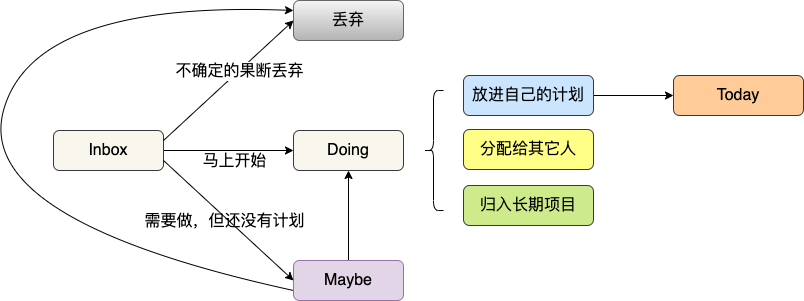 丢弃
不确定的果断丢弃
放进自己的计划
Today
Inbox
马上开始
Doing
分配给其它人
归入长期项目
需要做，但还没有计划
Maybe